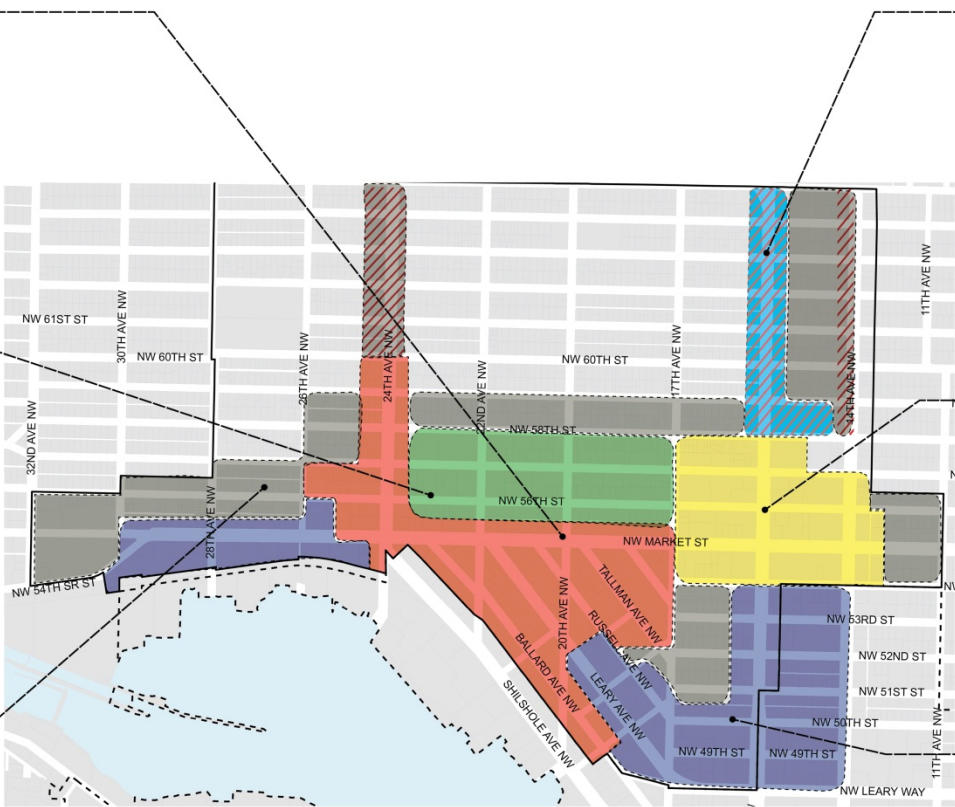 NW 61ST ST
30TH AVE NW
NW 60TH ST
26TH AVE NW
24TH AVE NW
22ND AVE NW
NW 60TH ST
17TH AVE NW
14TH AVE NW
11TH AVE NW
32ND AVE NW
NW 58TH ST
NW 56TH ST
28TH AVE NW
NW MARKET ST
NW 54TH SR ST
20TH AVE NW
TALLMAN AVE NW
RUSSELL AVE NW
BALLARD AVE NW
LEARY AVE NW
SHILSHOLE AVE NW
NW 53RD ST
NW 52ND ST
NW 51ST ST
NW 50TH ST
NW 49TH ST
NW 49TH ST
11TH AVE NW
NW LEARY WAY